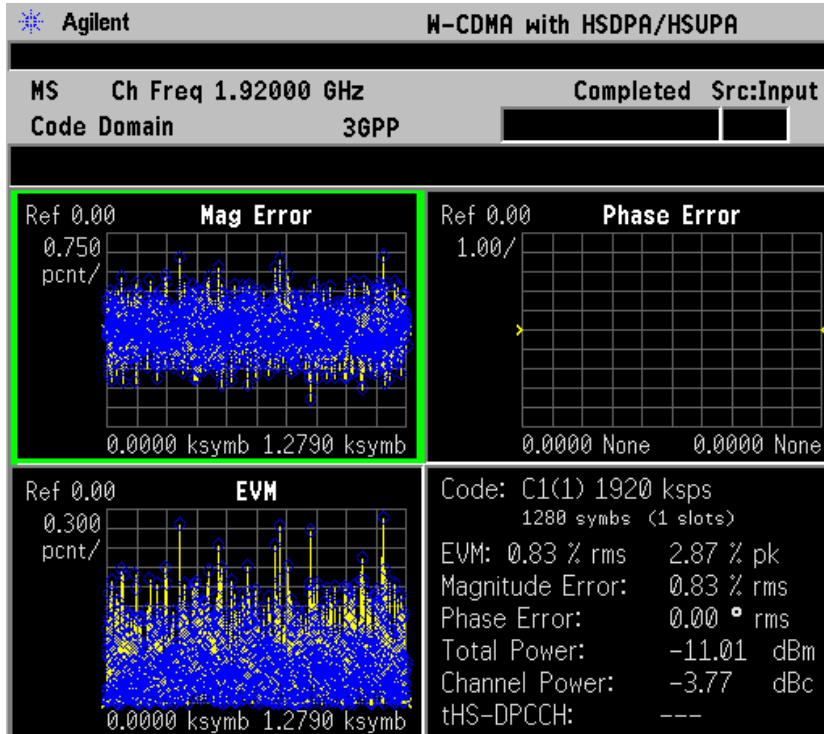 Agilent W-CDMA with HSDPA/HSUPA
MS Ch Freq 1.92000 GHz Completed Src:Input
Code Domain 3GPP
Ref 0.00 Mag Error
0.750
pcnt/
0.0000 ksymb 1.2790 ksymb
Ref 0.00 Phase Error
1.00/
0.0000 None 0.0000 None
Ref 0.00 EVM
0.300
pcnt/
0.0000 ksymb 1.2790 ksymb
Code: C1(1) 1920 ksps
1280 symbs (1 slots)
EVM: 0.83 % rms 2.87 % pk
Magnitude Error: 0.83 % rms
Phase Error: 0.00 ° rms
Total Power: -11.01 dBm
Channel Power: -3.77 dBc
tHS-DPCCH: ---